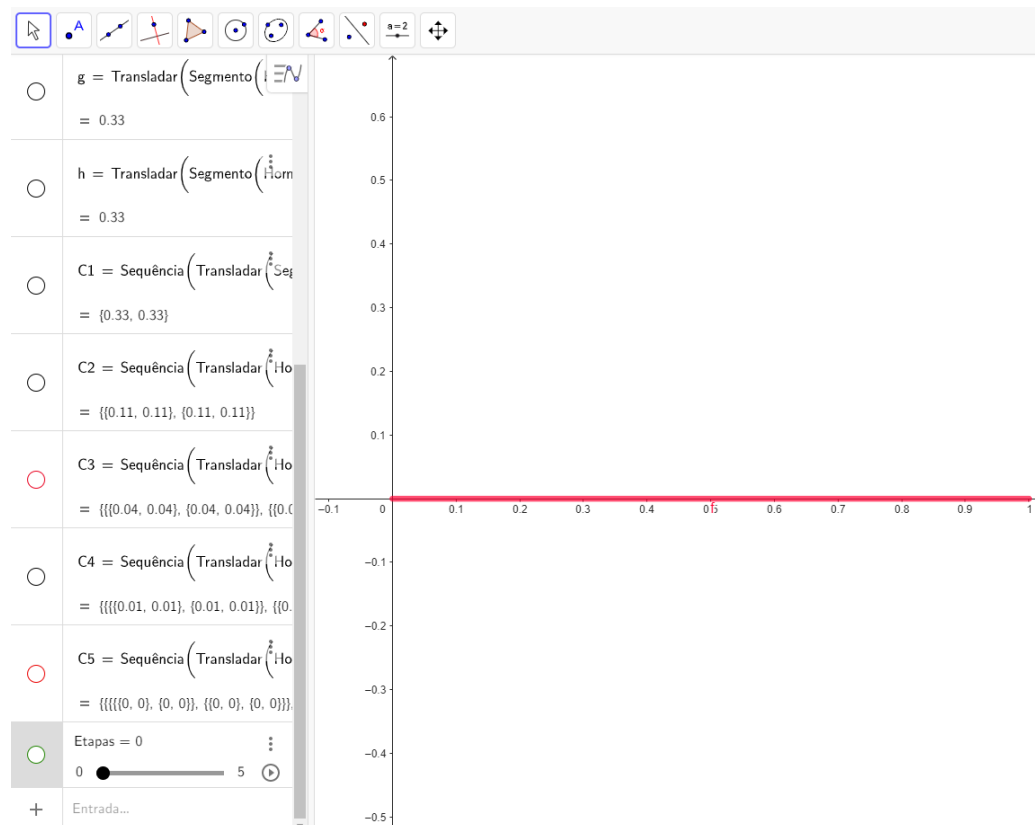 A
a=2
g = Transladar(Segmento(
= 0.33
h = Transladar(Segmento(Hom
= 0.33
C1 = Sequência(Transladar(Seg
= {0.33, 0.33}
C2 = Sequência(Transladar(Ho
= {{0.11, 0.11}, {0.11, 0.11}}
C3 = Sequência(Transladar(Ho
= {{{0.04, 0.04}, {0.04, 0.04}}, {{0.0
C4 = Sequência(Transladar(Ho
= {{{{0.01, 0.01}, {0.01, 0.01}}, {{0.
C5 = Sequência(Transladar(Ho
= {{{{{0, 0}, {0, 0}}, {{0, 0}, {0, 0}}},
Etapas = 0
0 5
+ Entrada...
0.6
0.5
0.4
0.3
0.2
0.1
−0.1 0 0.1 0.2 0.3 0.4 0.5 0.6 0.7 0.8 0.9 1
f
−0.1
−0.2
−0.3
−0.4
−0.5